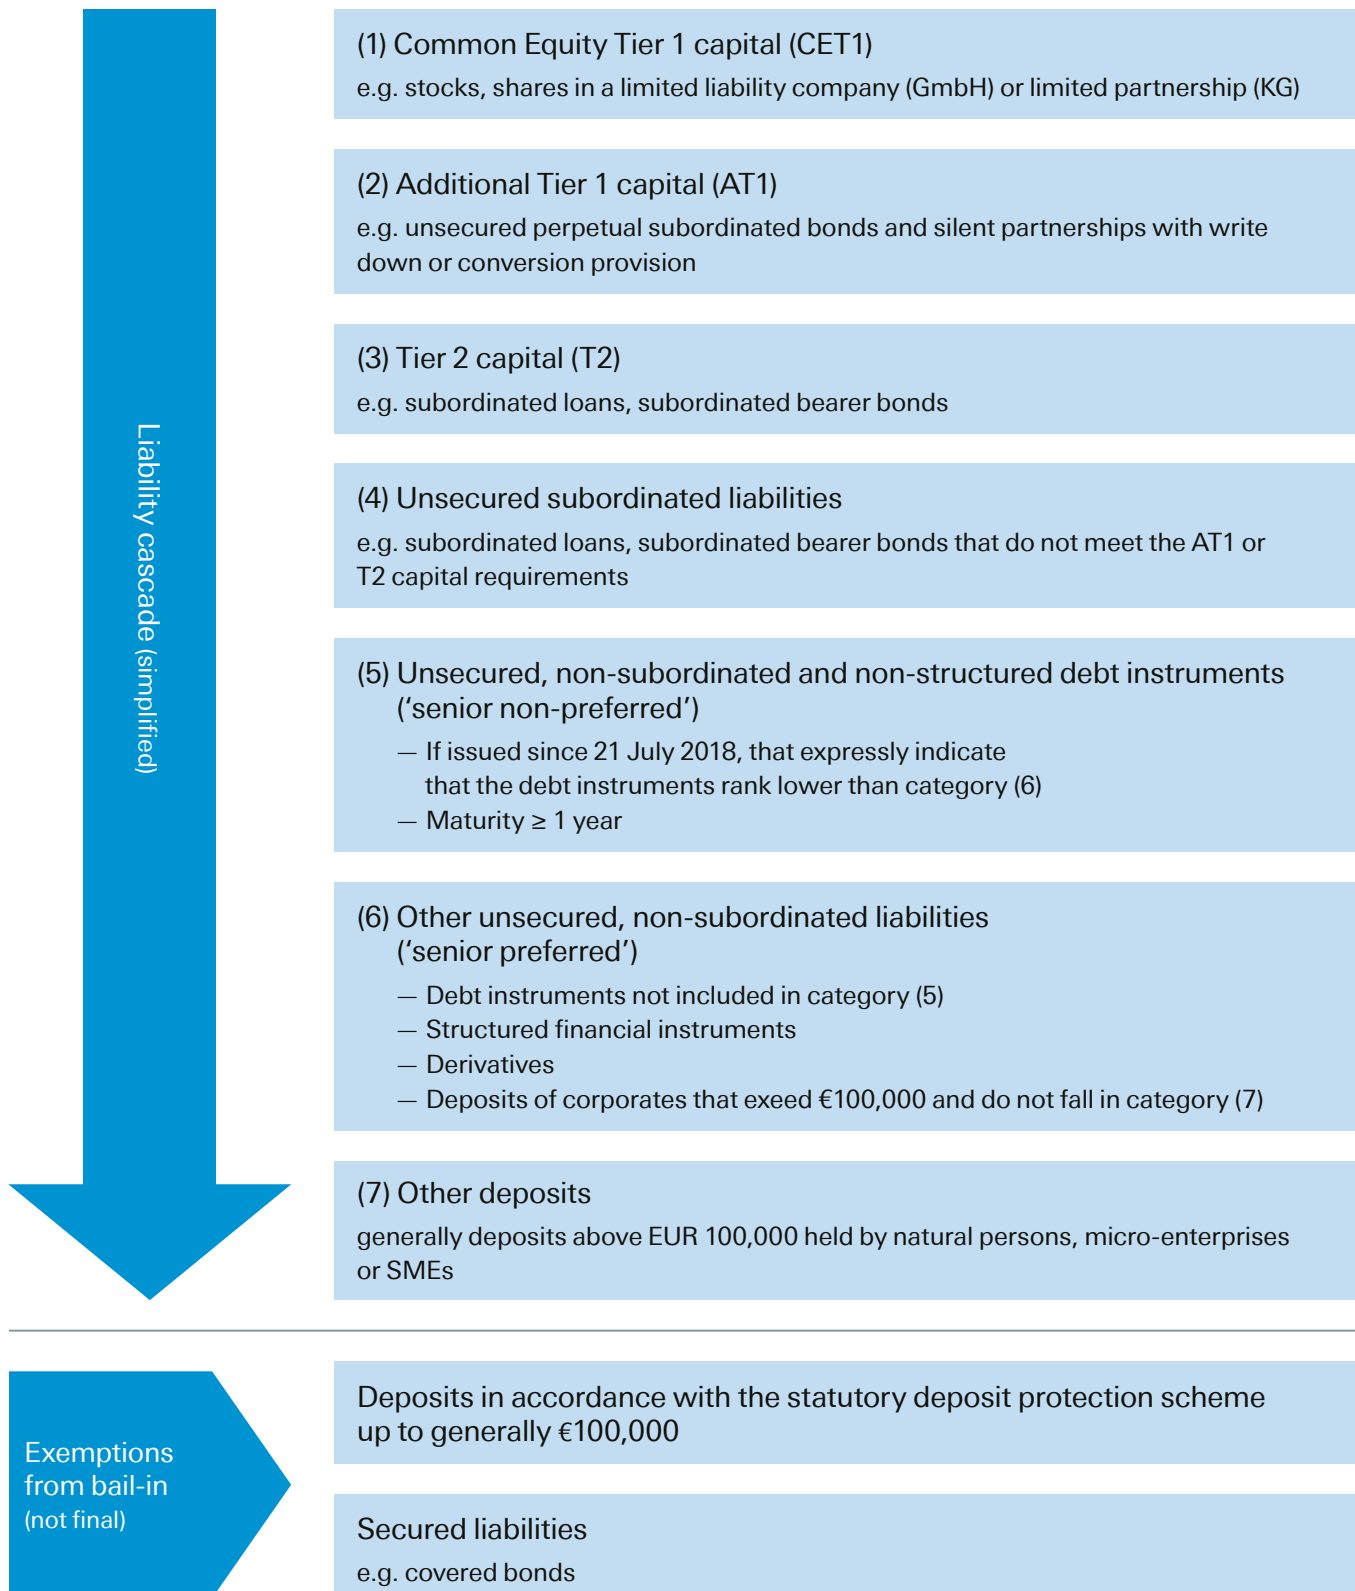 (1) Common Equity Tier 1 capital (CET1)
e.g. stocks, shares in a limited liability company (GmbH) or limited partnership (KG)
(2) Additional Tier 1 capital (AT1)
e.g. unsecured perpetual subordinated bonds and silent partnerships with write
down or conversion provision
(3) Tier 2 capital (T2)
e.g. subordinated loans, subordinated bearer bonds
Liability cascade (simplified)
(4) Unsecured subordinated liabilities
e.g. subordinated loans, subordinated bearer bonds that do not meet the AT1 or
T2 capital requirements
(5) Unsecured, non-subordinated and non-structured debt instruments
(‘senior non-preferred’)
— If issued since 21 July 2018, that expressly indicate
that the debt instruments rank lower than category (6)
— Maturity ≥ 1 year
(6) Other unsecured, non-subordinated liabilities
(‘senior preferred’)
— Debt instruments not included in category (5)
— Structured financial instruments
— Derivatives
— Deposits of corporates that exeed €100,000 and do not fall in category (7)
(7) Other deposits
generally deposits above EUR 100,000 held by natural persons, micro-enterprises
or SMEs
Exemptions
from bail-in
(not final)
Deposits in accordance with the statutory deposit protection scheme
up to generally €100,000
Secured liabilities
e.g. covered bonds